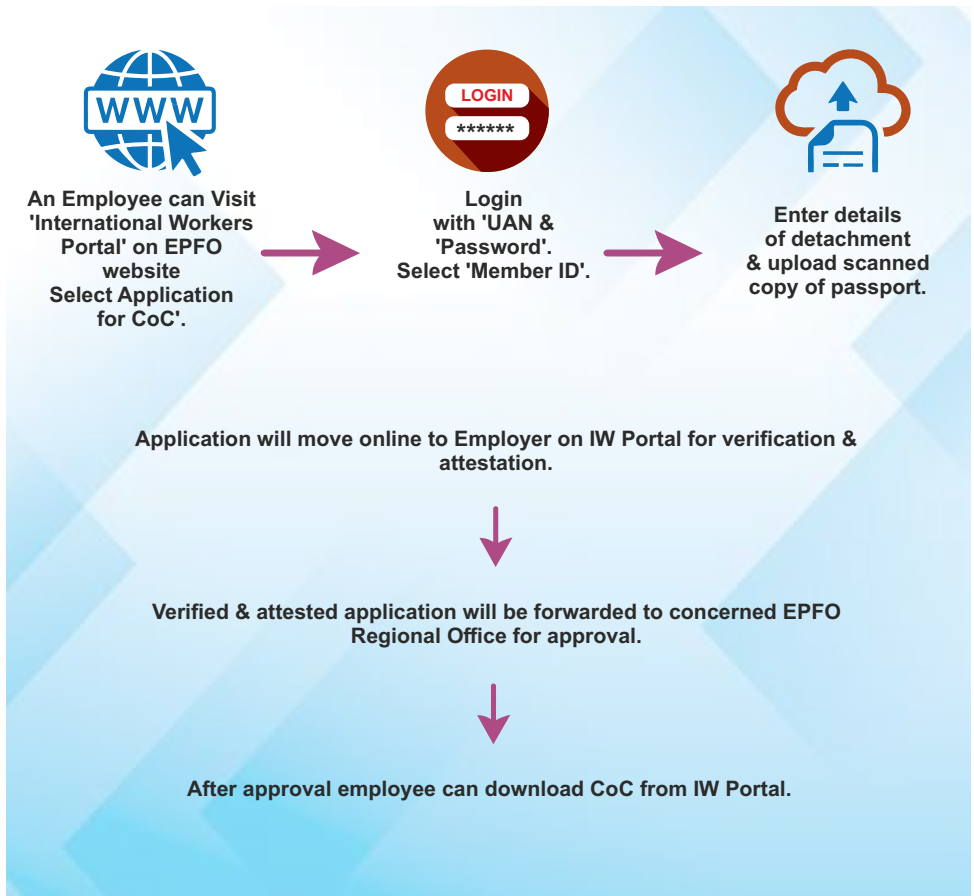 WWW
An Employee can Visit
'International Workers
Portal' on EPFO
website
Select Application
for CoC'.
LOGIN
******
Login
with 'UAN &
'Password'.
Select 'Member ID'.
Enter details
of detachment
& upload scanned
copy of passport.
Application will move online to Employer on IW Portal for verification &
attestation.
Verified & attested application will be forwarded to concerned EPFO
Regional Office for approval.
After approval employee can download CoC from IW Portal.